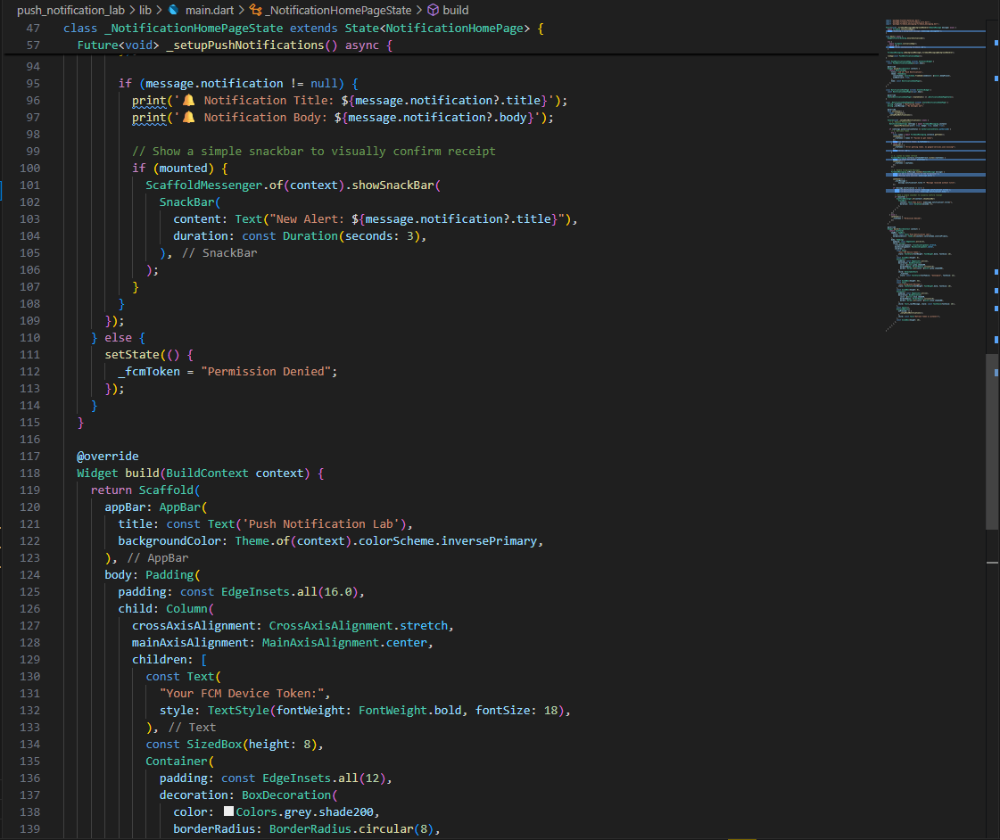 push_notification_lab > lib > main.dart > _NotificationHomePageState > build
47 class _NotificationHomePageState extends State<NotificationHomePage> {
57 Future<void> _setupPushNotifications() async {
94
95 if (message.notification != null) {
96 print('🔔 Notification Title: ${message.notification?.title}');
97 print('🔔 Notification Body: ${message.notification?.body}');
98
99 // Show a simple snackbar to visually confirm receipt
100 if (mounted) {
101 ScaffoldMessenger.of(context).showSnackBar(
102 SnackBar(
103 content: Text("New Alert: ${message.notification?.title}"),
104 duration: const Duration(seconds: 3),
105 ), // SnackBar
106 );
107 }
108 }
109 });
110 } else {
111 setState(() {
112 _fcmToken = "Permission Denied";
113 });
114 }
115 }
116
117 @override
118 Widget build(BuildContext context) {
119 return Scaffold(
120 appBar: AppBar(
121 title: const Text('Push Notification Lab'),
122 backgroundColor: Theme.of(context).colorScheme.inversePrimary,
123 ), // AppBar
124 body: Padding(
125 padding: const EdgeInsets.all(16.0),
126 child: Column(
127 crossAxisAlignment: CrossAxisAlignment.stretch,
128 mainAxisAlignment: MainAxisAlignment.center,
129 children: [
130 const Text(
131 "Your FCM Device Token:",
132 style: TextStyle(fontWeight: FontWeight.bold, fontSize: 18),
133 ), // Text
134 const SizedBox(height: 8),
135 Container(
136 padding: const EdgeInsets.all(12),
137 decoration: BoxDecoration(
138 color: Colors.grey.shade200,
139 borderRadius: BorderRadius.circular(8),